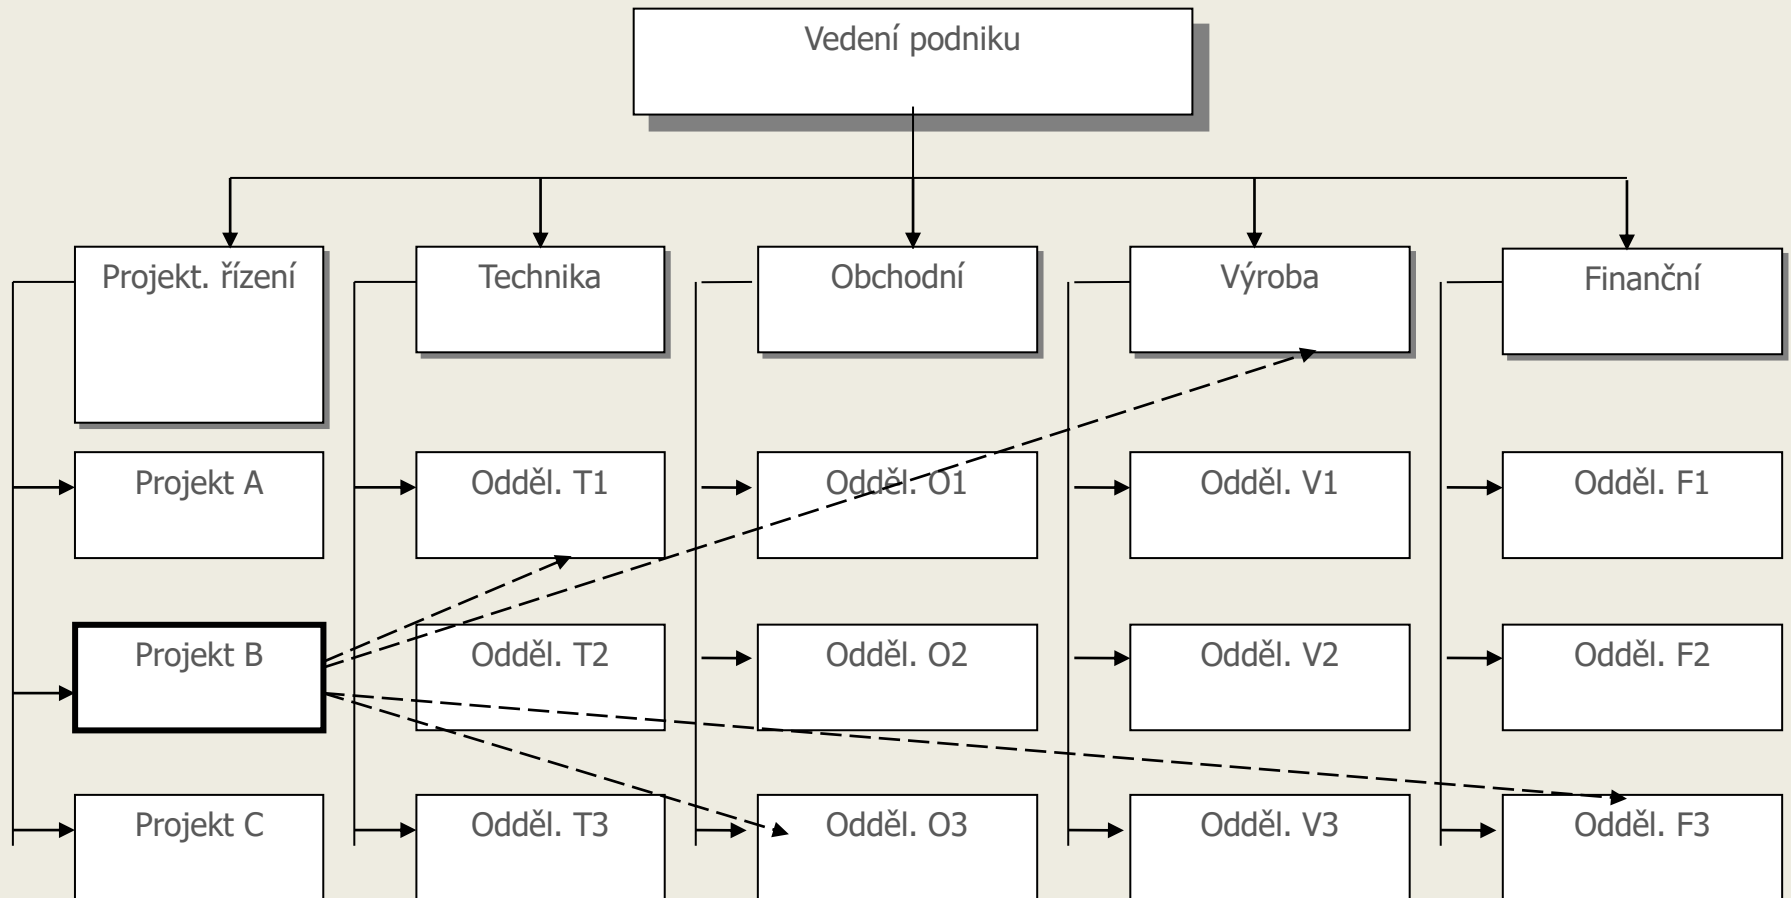 Vedení podniku
Projekt. řízení
Technika
Obchodní
Výroba
Finanční
Projekt A
Odděl. T1
Odděl. O1
Odděl. V1
Odděl. F1
Projekt B
Odděl. T2
Odděl. O2
Odděl. V2
Odděl. F2
Projekt C
Odděl. T3
Odděl. O3
Odděl. V3
Odděl. F3